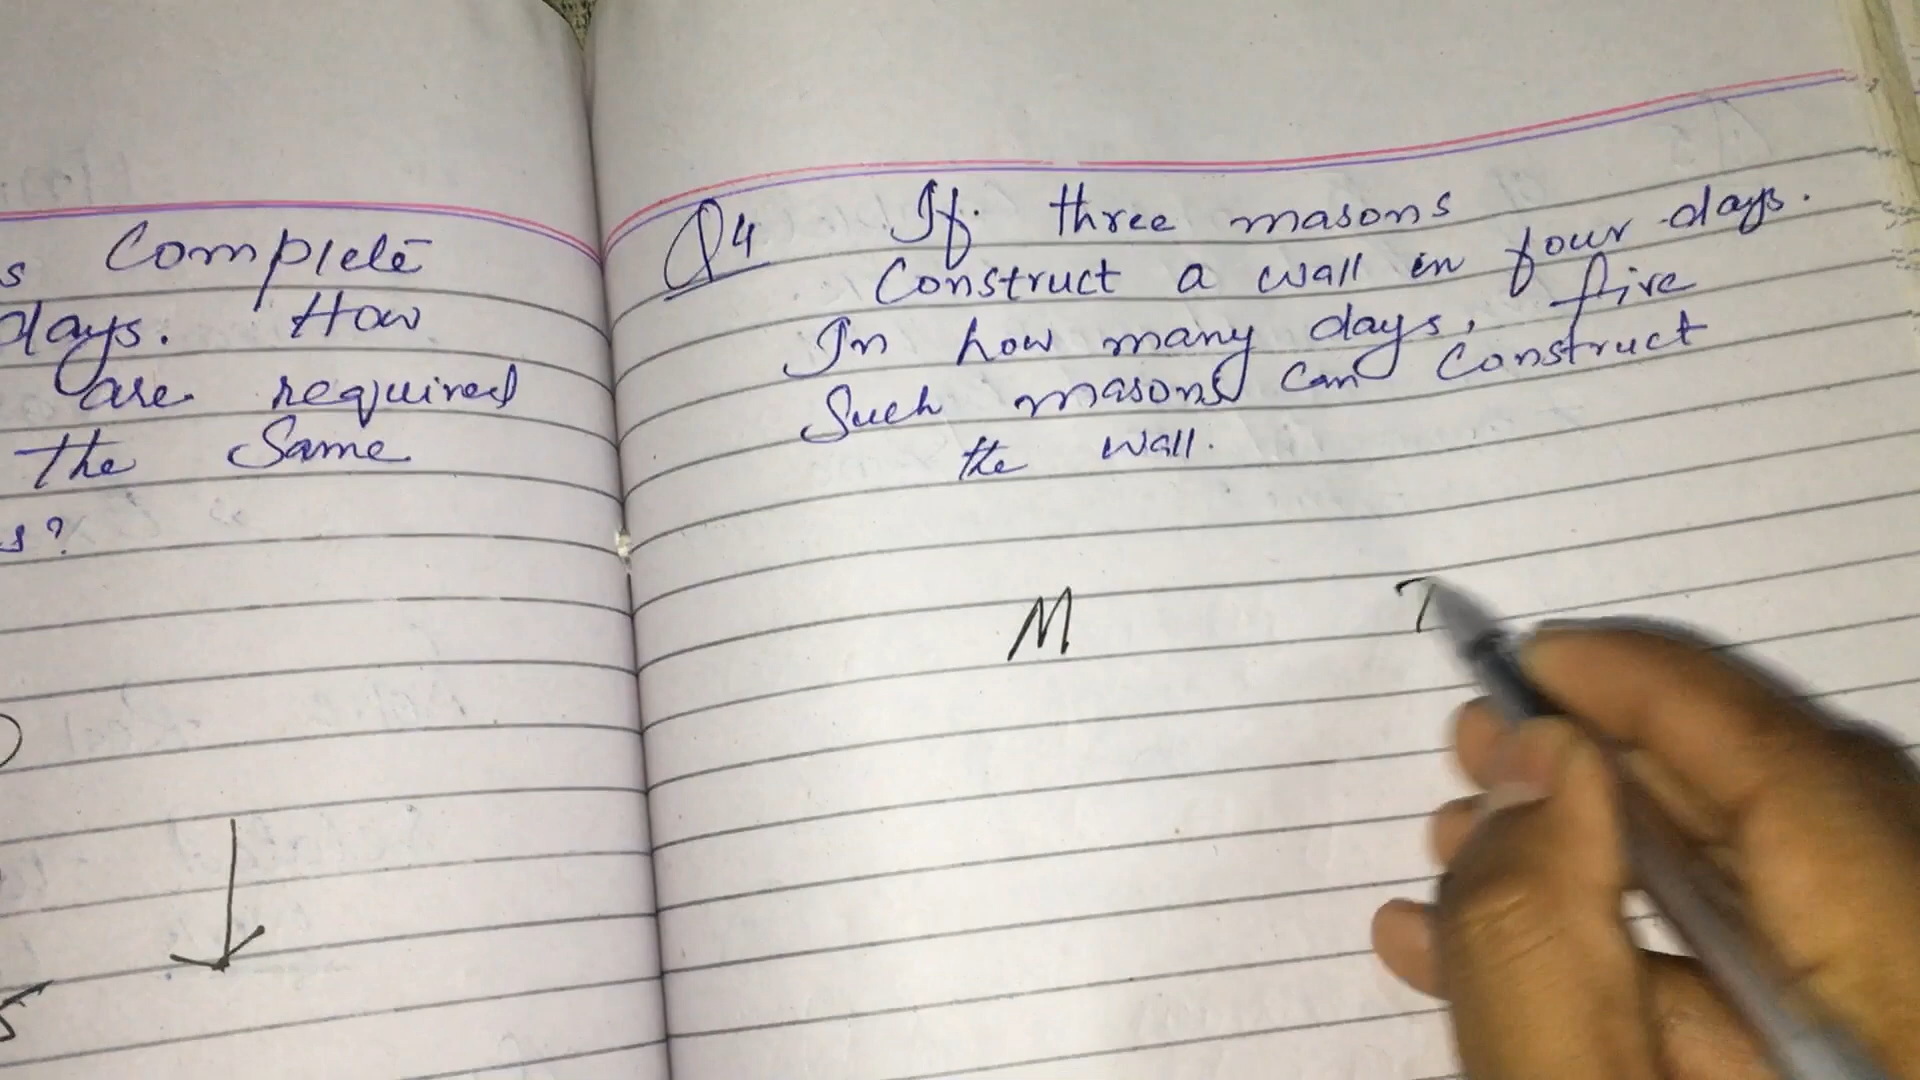 s Complete
days. How
are required
the Same
s?
Q4 If three masons
Construct a wall in four days.
In how many days, five
Such masons can construct
the wall.
M T
5